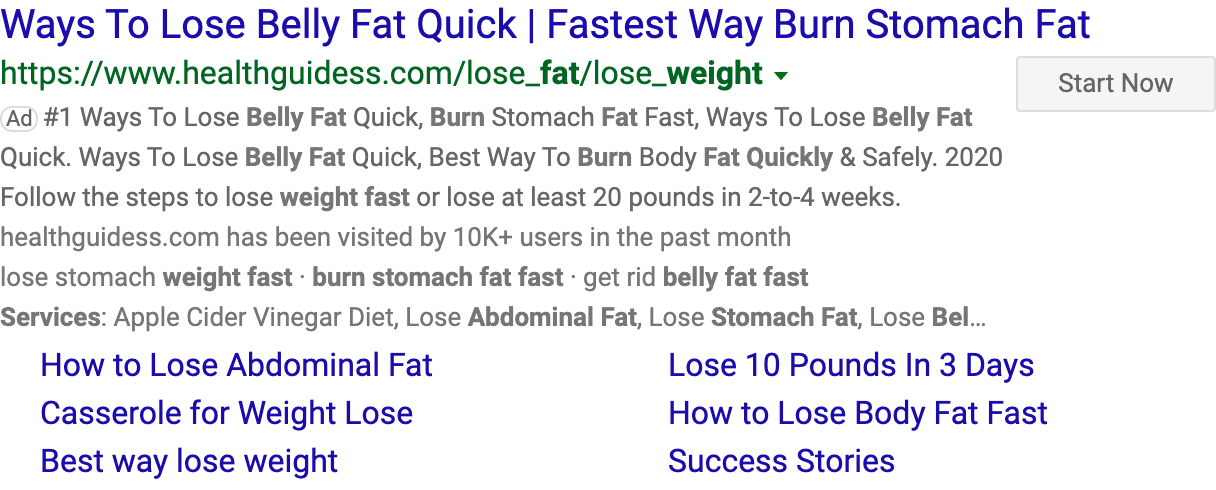 Ways To Lose Belly Fat Quick | Fastest Way Burn Stomach Fat
https://www.healthguidess.com/lose_fat/lose_weight
Start Now
Ad #1 Ways To Lose Belly Fat Quick, Burn Stomach Fat Fast, Ways To Lose Belly Fat
Quick. Ways To Lose Belly Fat Quick, Best Way To Burn Body Fat Quickly & Safely. 2020
Follow the steps to lose weight fast or lose at least 20 pounds in 2-to-4 weeks.
healthguidess.com has been visited by 10K+ users in the past month
lose stomach weight fast · burn stomach fat fast · get rid belly fat fast
Services: Apple Cider Vinegar Diet, Lose Abdominal Fat, Lose Stomach Fat, Lose Bel...
How to Lose Abdominal Fat
Lose 10 Pounds In 3 Days
Casserole for Weight Lose
How to Lose Body Fat Fast
Best way lose weight
Success Stories